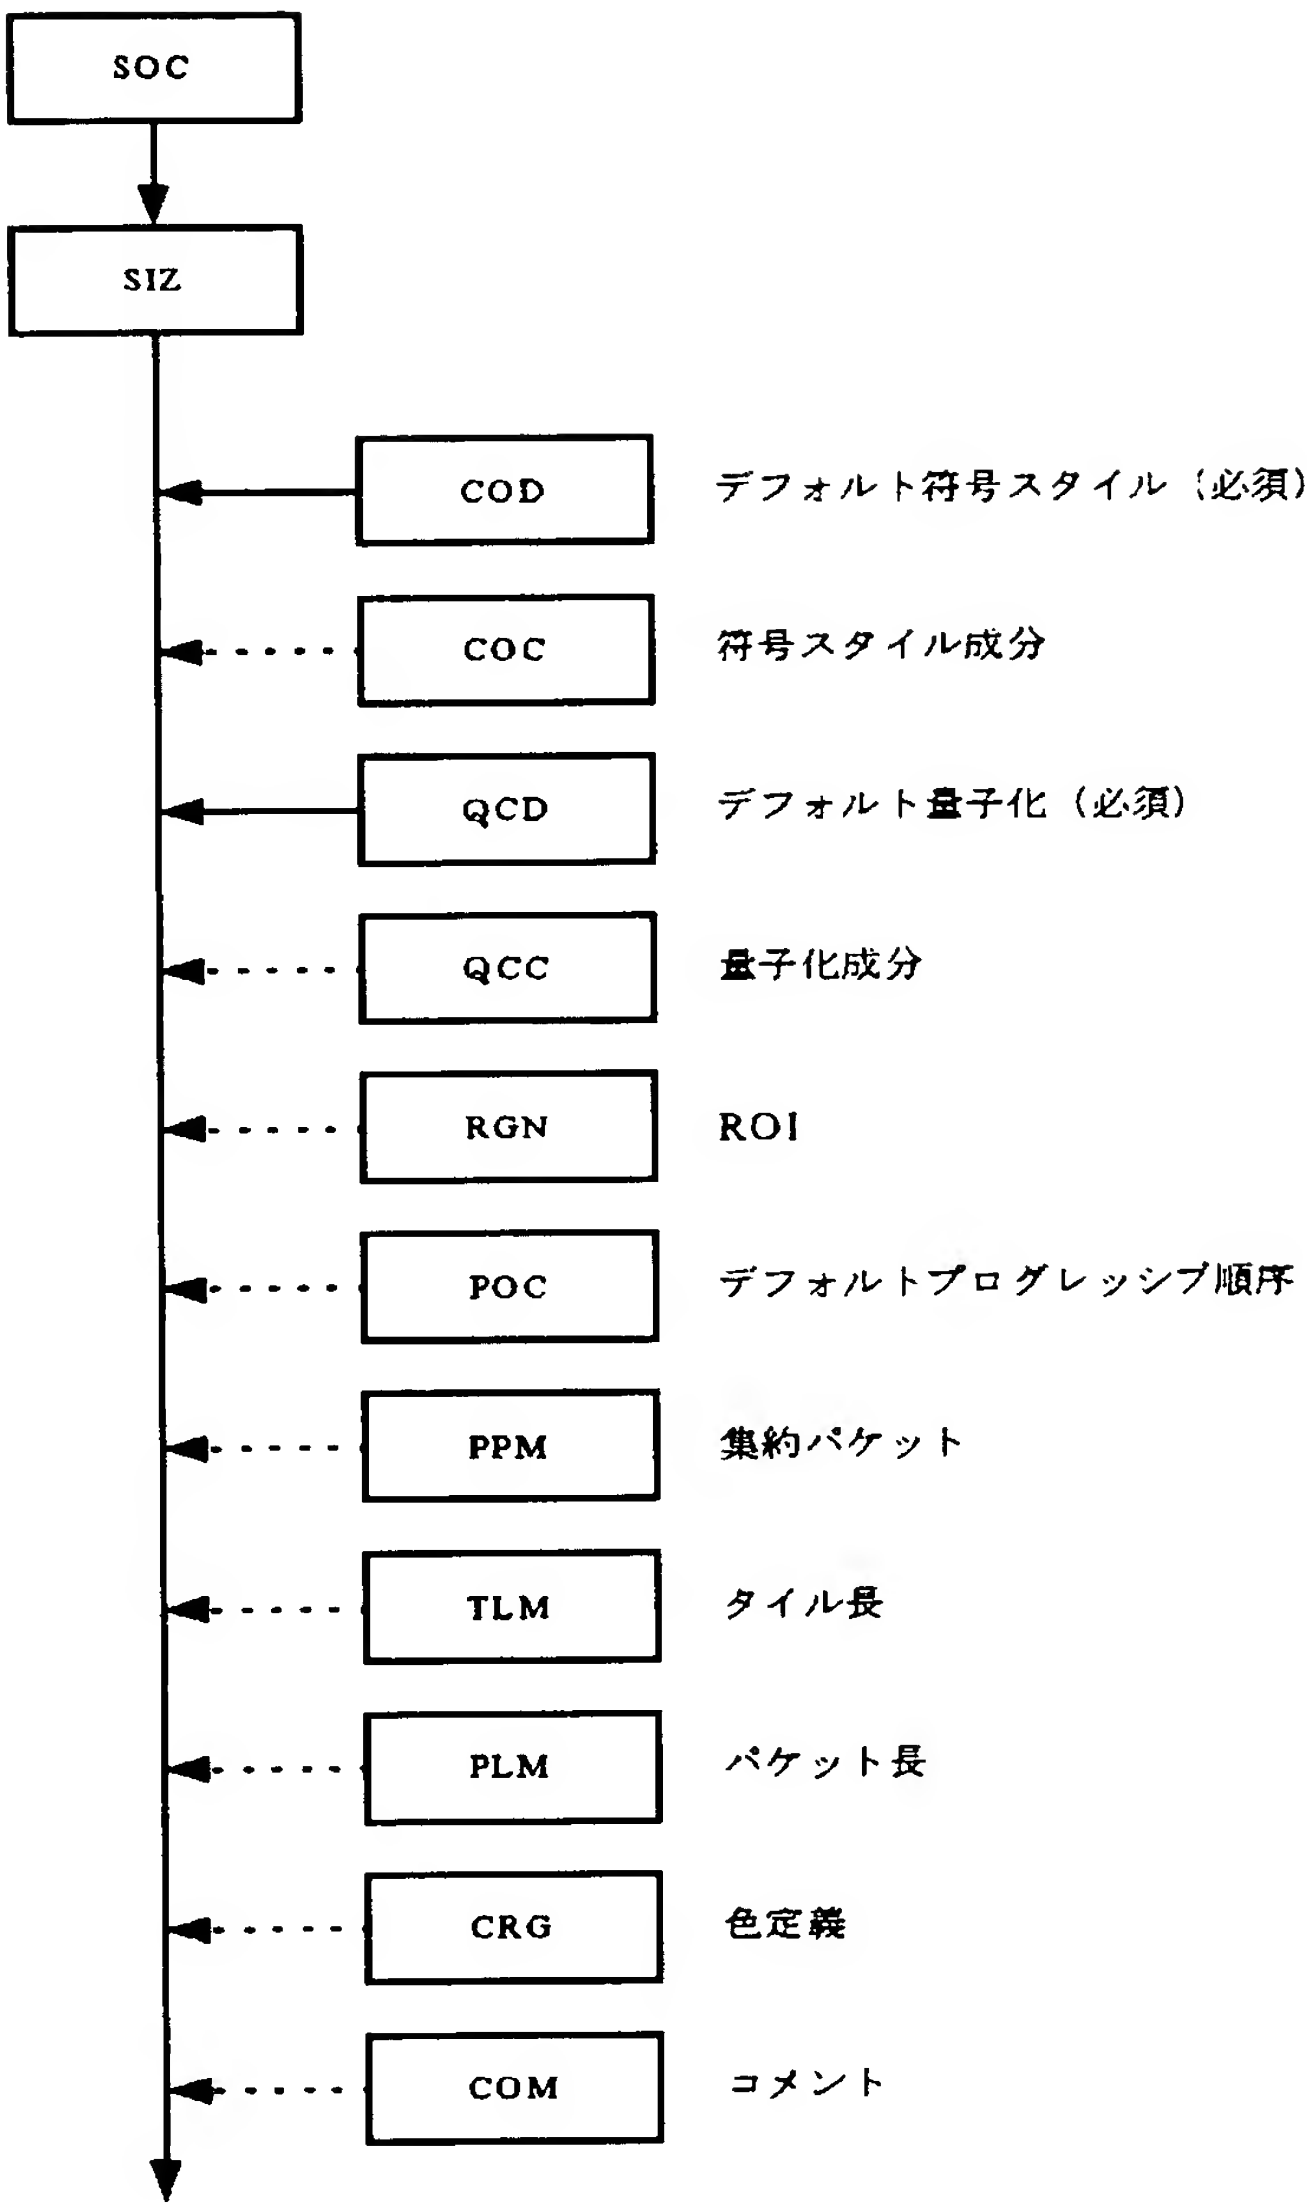 SOC
SIZ
COD デフォルト符号スタイル（必須）
COC 符号スタイル成分
QCD デフォルト量子化（必須）
QCC 量子化成分
RGN ROI
POC デフォルトプログレッシブ順序
PPM 集約パケット
TLM タイル長
PLM パケット長
CRG 色定義
COM コメント